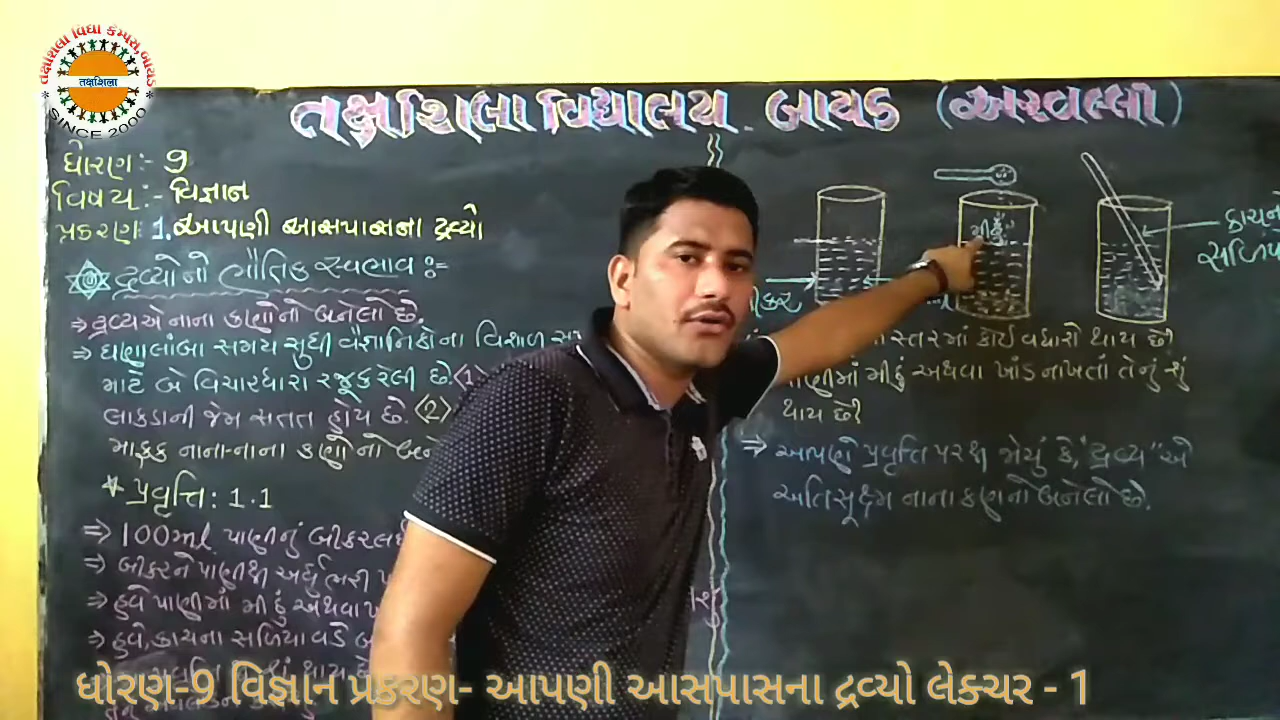 તક્ષશિલા વિદ્યા કેમ્પસ, બાયડ
તક્ષશિલા
SINCE 2000
તક્ષશિલા વિદ્યાલય બાયડ (અરવલ્લી)
ધોરણ:- 9
વિષય:- વિજ્ઞાન
પ્રકરણ: 1. આપણી આસપાસના દ્રવ્યો
દ્રવ્યોનો ભૌતિક સ્વભાવ :-
⇒ દ્રવ્યએ નાના કણોનો બનેલો છે.
⇒ ઘણાલાંબા સમય સુધી વૈજ્ઞાનિકોના વિશાળ
માટે બે વિચારધારા રજૂ કરેલી છે. <1>
લાકડાની જેમ સતત હોય છે. <2>
માફક નાના-નાના કણોનો
* પ્રવૃત્તિ: 1.1
⇒ 100ml પાણીનું બીકર લઈ
⇒ બીકરને પાણીથી અર્ધુ ભરી
⇒ હવે પાણીમાં મીઠું અથવા
⇒ હવે, કાચના સળિયા વડે
મીઠું
કાચનો
સળિ
સ્તરમાં કોઈ વધારો થાય છે?
પાણીમાં મીઠું અથવા ખાંડ નાખતાં તેનું શું
થાય છે?
⇒ આપણે પ્રવૃત્તિ પરથી જોયું કે, "દ્રવ્ય" એ
અતિસૂક્ષ્મ નાના કણનો બનેલો છે.
ધોરણ-9 વિજ્ઞાન પ્રકરણ- આપણી આસપાસના દ્રવ્યો લેક્ચર - 1